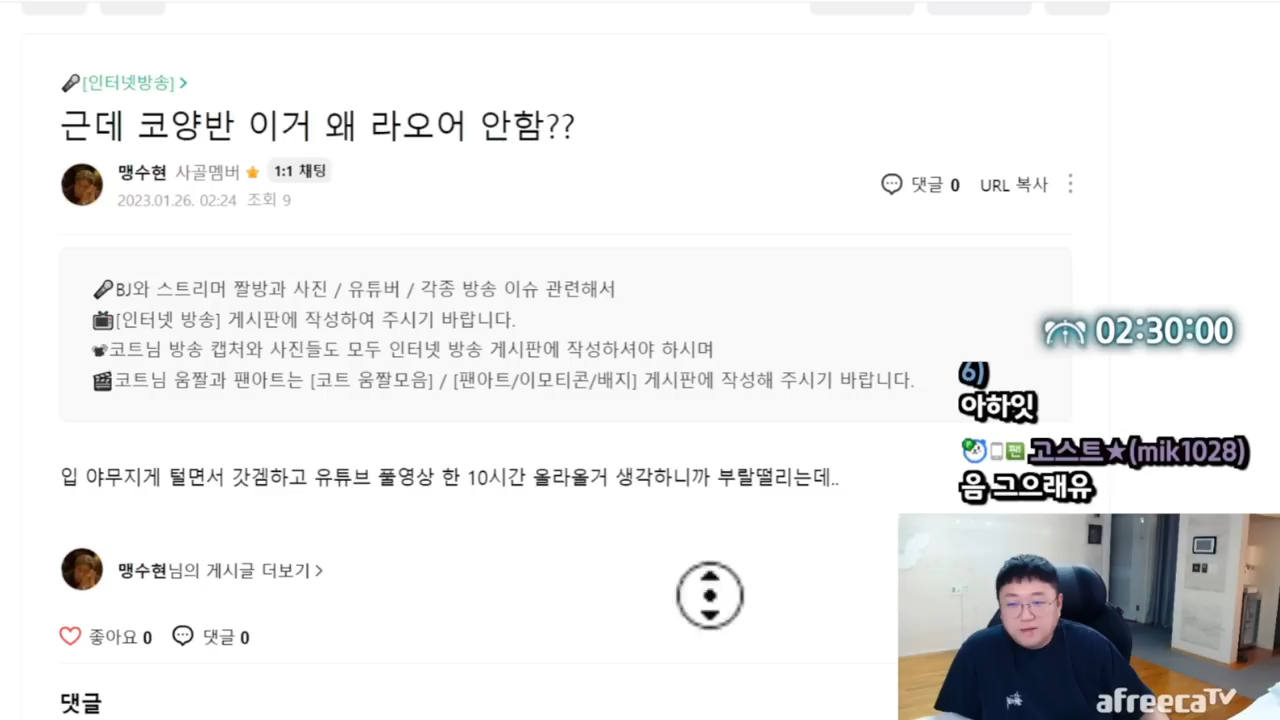 [인터넷방송] >
근데 코양반 이거 왜 라오어 안함??
맹수현 사골멤버 1:1 채팅
2023.01.26. 02:24 조회 9
댓글 0 URL 복사
BJ와 스트리머 짤방과 사진 / 유튜버 / 각종 방송 이슈 관련해서
[인터넷 방송] 게시판에 작성하여 주시기 바랍니다.
코트님 방송 캡처와 사진들도 모두 인터넷 방송 게시판에 작성하셔야 하시며
코트님 움짤과 팬아트는 [코트 움짤모음] / [팬아트/이모티콘/배지] 게시판에 작성해 주시기 바랍니다.
02:30:00
6)
아하잇
팬 고스트★(mik1028)
음 그으래유
입 야무지게 털면서 갓겜하고 유튜브 풀영상 한 10시간 올라올거 생각하니까 부랄떨리는데..
맹수현님의 게시글 더보기 >
좋아요 0 댓글 0
댓글
afreecaTV